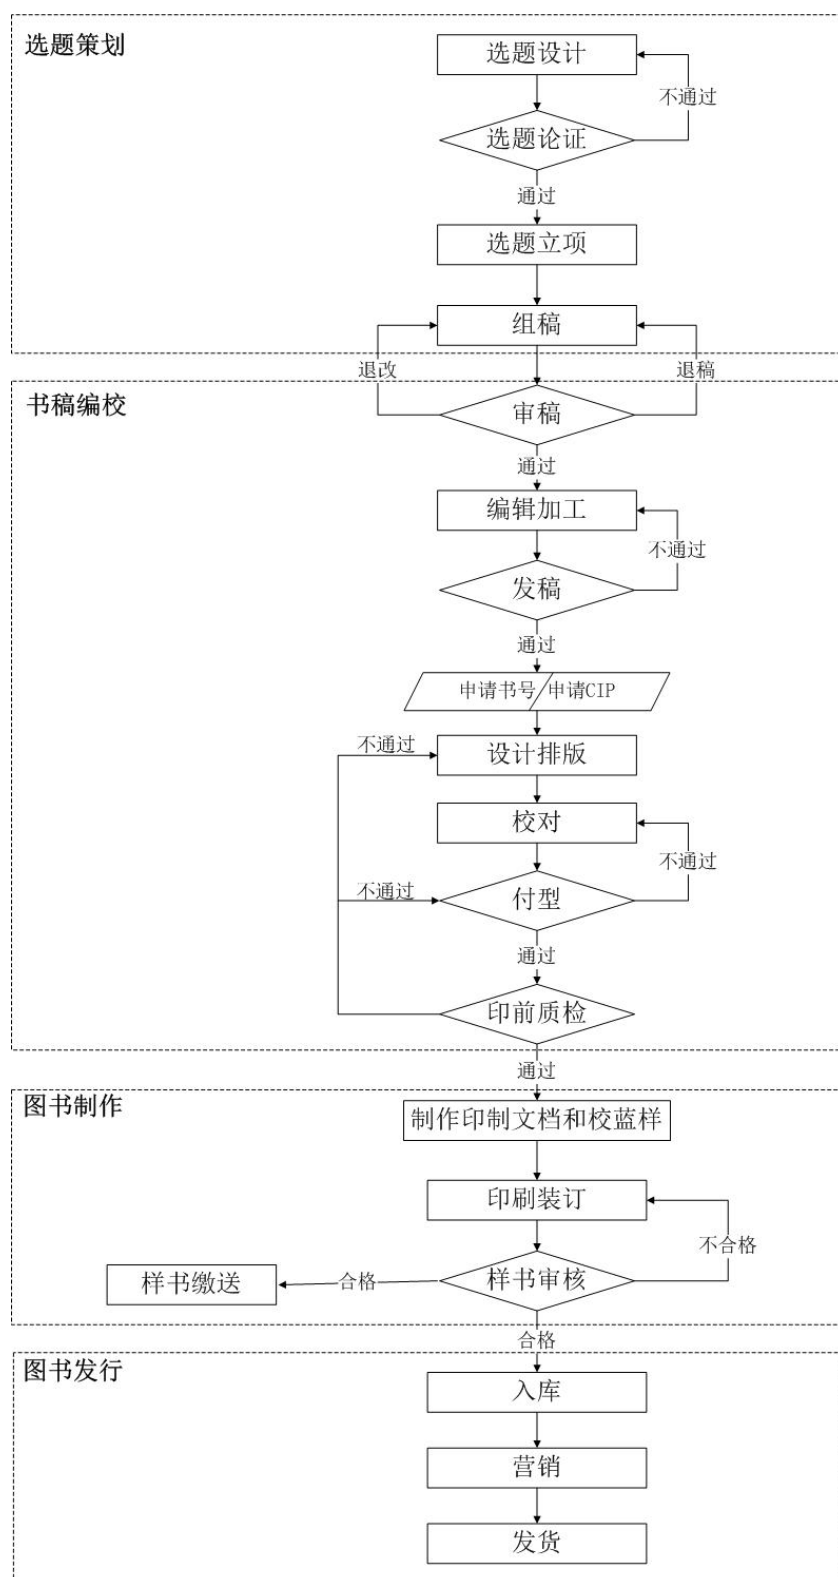 选题策划
选题设计
不通过
选题论证
通过
选题立项
组稿
退改
退稿
书稿编校
审稿
通过
编辑加工
不通过
发稿
通过
申请书号 申请CIP
不通过
设计排版
校对
不通过
不通过
付型
通过
印前质检
通过
图书制作
制作印制文档和校蓝样
印刷装订
不合格
样书缴送
合格
样书审核
合格
图书发行
入库
营销
发货